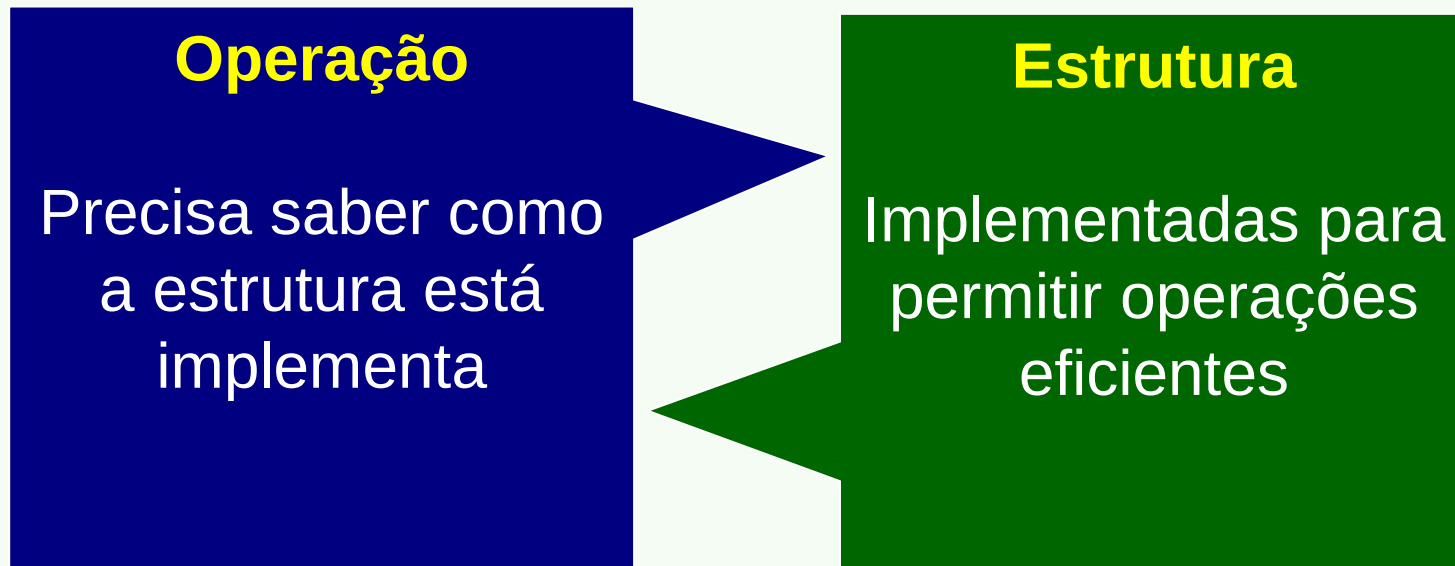 Operação
Precisa saber como
a estrutura está
implementa
Estrutura
Implementadas para
permitir operações
eficientes